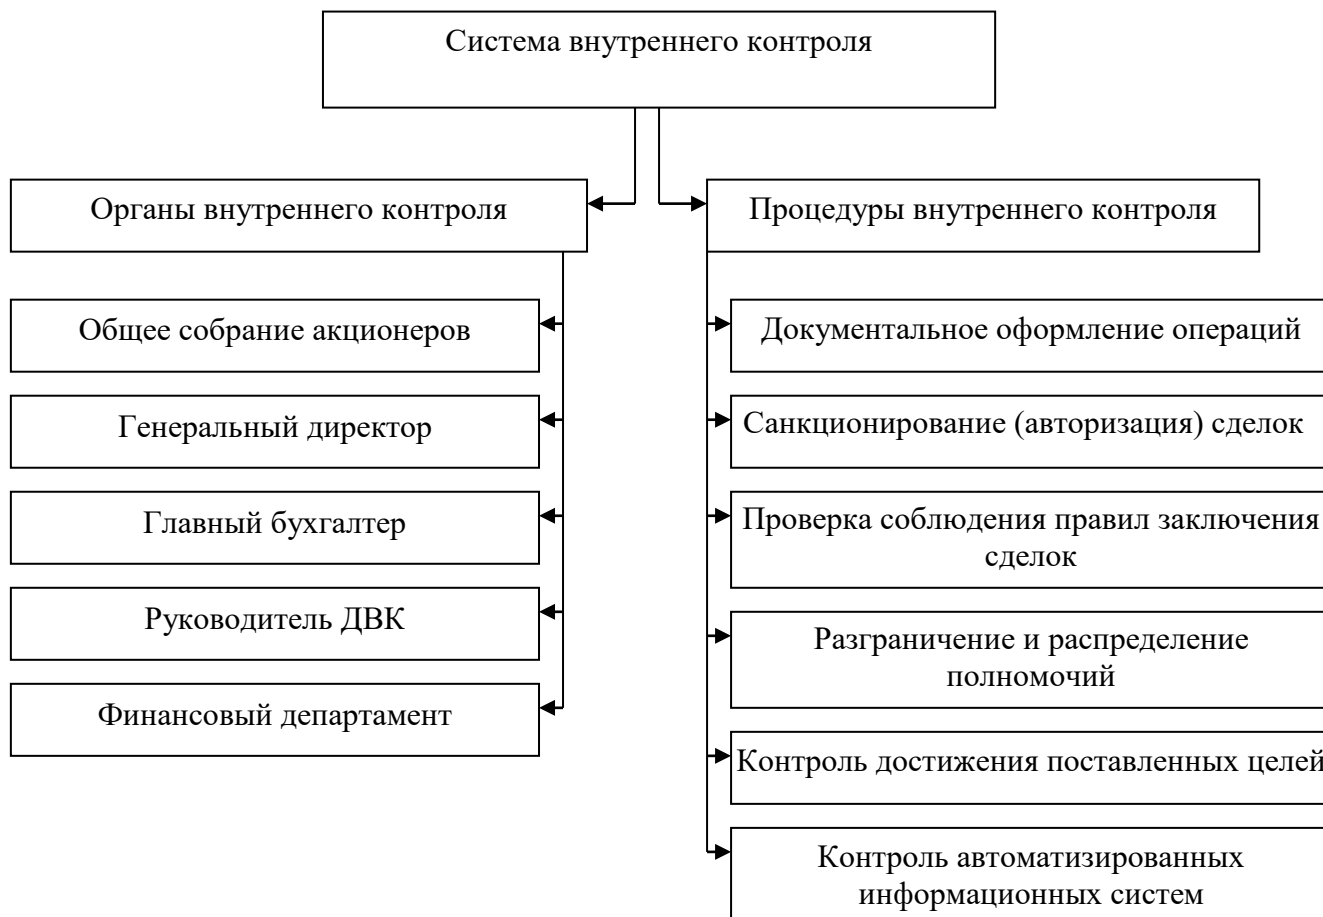 Система внутреннего контроля
Органы внутреннего контроля
Общее собрание акционеров
Генеральный директор
Главный бухгалтер
Руководитель ДВК
Финансовый департамент
Процедуры внутреннего контроля
Документальное оформление операций
Санкционирование (авторизация) сделок
Проверка соблюдения правил заключения
сделок
Разграничение и распределение
полномочий
Контроль достижения поставленных целей
Контроль автоматизированных
информационных систем